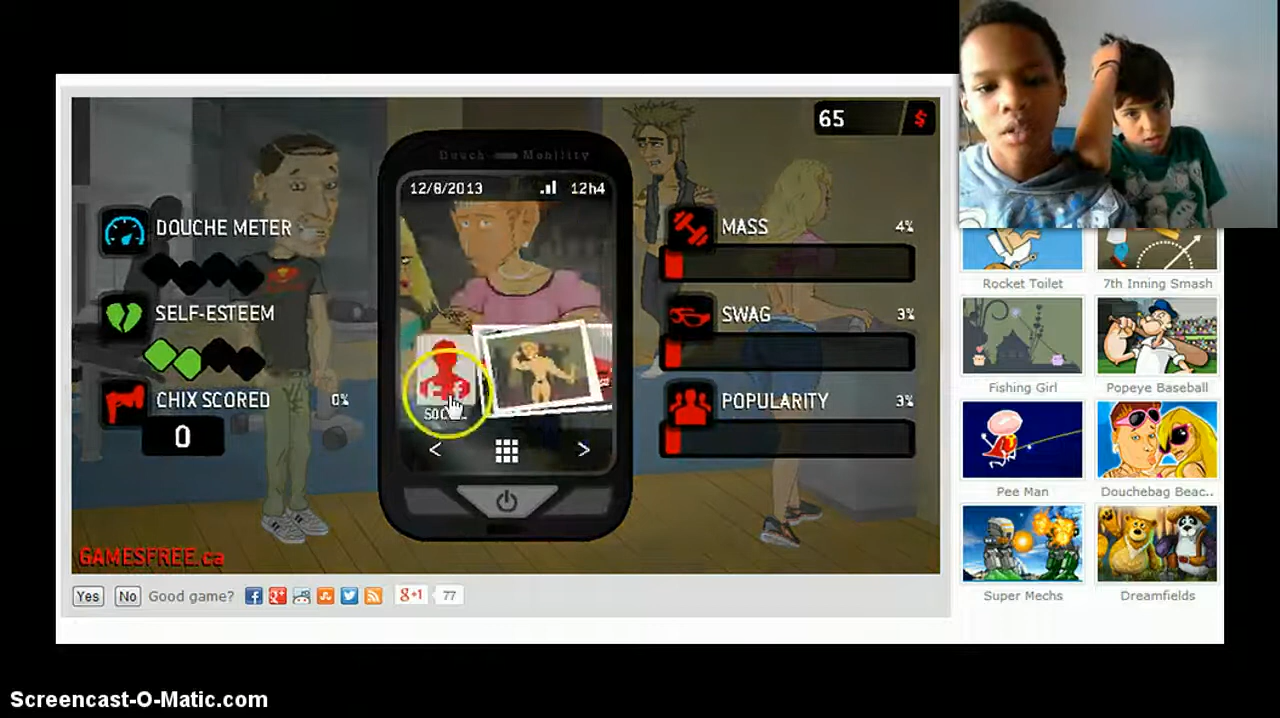 65 $
Douch Mobility
12/8/2013 12h4
DOUCHE METER
SELF-ESTEEM
CHIX SCORED 0%
0
MASS 4%
SWAG 3%
POPULARITY 3%
< >
GAMESFREE.ca
Yes No Good game? g+1 77
Rocket Toilet 7th Inning Smash
Fishing Girl Popeye Baseball
Pee Man Douchebag Beac..
Super Mechs Dreamfields
Screencast-O-Matic.com